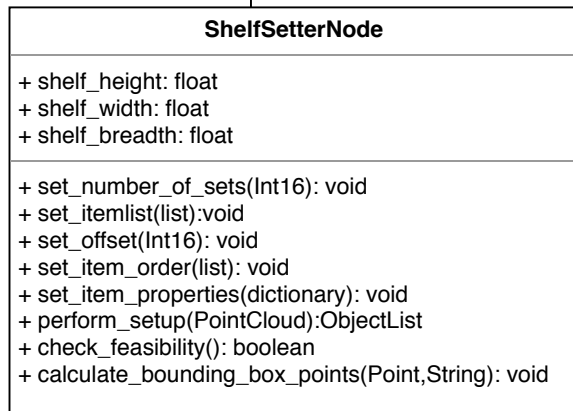 ShelfSetterNode
+ shelf_height: float
+ shelf_width: float
+ shelf_breadth: float
+ set_number_of_sets(Int16): void
+ set_itemlist(list):void
+ set_offset(Int16): void
+ set_item_order(list): void
+ set_item_properties(dictionary): void
+ perform_setup(PointCloud):ObjectList
+ check_feasibility(): boolean
+ calculate_bounding_box_points(Point,String): void